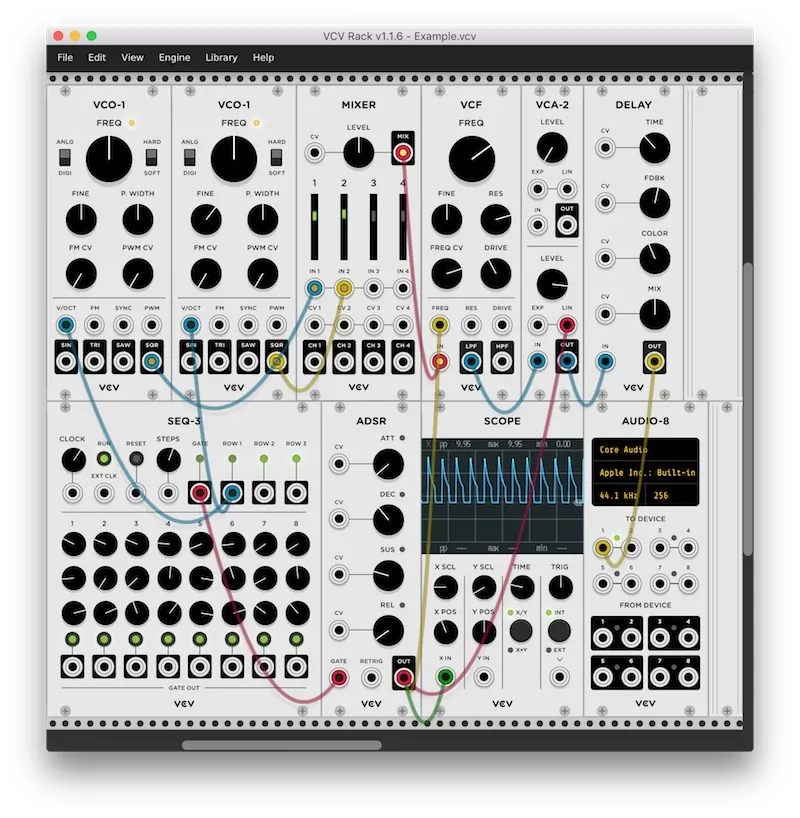 VCV Rack v1.1.6 - Example.vcv
File Edit View Engine Library Help
VCO-1 VCO-1 MIXER VCF VCA-2 DELAY
FREQ FREQ CV LEVEL MIX FREQ LEVEL CV TIME
ANLG HARD ANLG HARD
DIGI SOFT DIGI SOFT
EXP LIN
1 2 3 4
CV FDBK
FINE P. WIDTH FINE P. WIDTH FINE RES
IN OUT
CV COLOR
FM CV PWM CV FM CV PWM CV FREQ CV DRIVE LEVEL
IN 1 IN 2 IN 3 IN 4
CV MIX
V/OCT FM SYNC PWM V/OCT FM SYNC PWM CV 1 CV 2 CV 3 CV 4 FREQ RES DRIVE EXP LIN
SIN TRI SAW SQR SIN TRI SAW SQR CH 1 CH 2 CH 3 CH 4 IN LPF HPF IN OUT IN OUT
VCV VCV VCV VCV VCV
SEQ-3 ADSR SCOPE AUDIO-8
CLOCK RUN RESET STEPS GATE ROW 1 ROW 2 ROW 3
EXT CLK
CV ATT
X pp 9.95 max 9.95 min 0.00
Core Audio
Apple Inc.: Built-in
44.1 kHz 256
CV DEC
1 2 3 4 5 6 7 8
TO DEVICE
1 2 3 4
5 6 7 8
CV SUS
pp --- max --- min ---
X SCL Y SCL TIME TRIG
CV REL
X POS Y POS X/Y INT
X×Y EXT
FROM DEVICE
1 2 3 4
5 6 7 8
GATE RETRIG OUT X IN Y IN
GATE OUT
VCV VCV VCV VCV